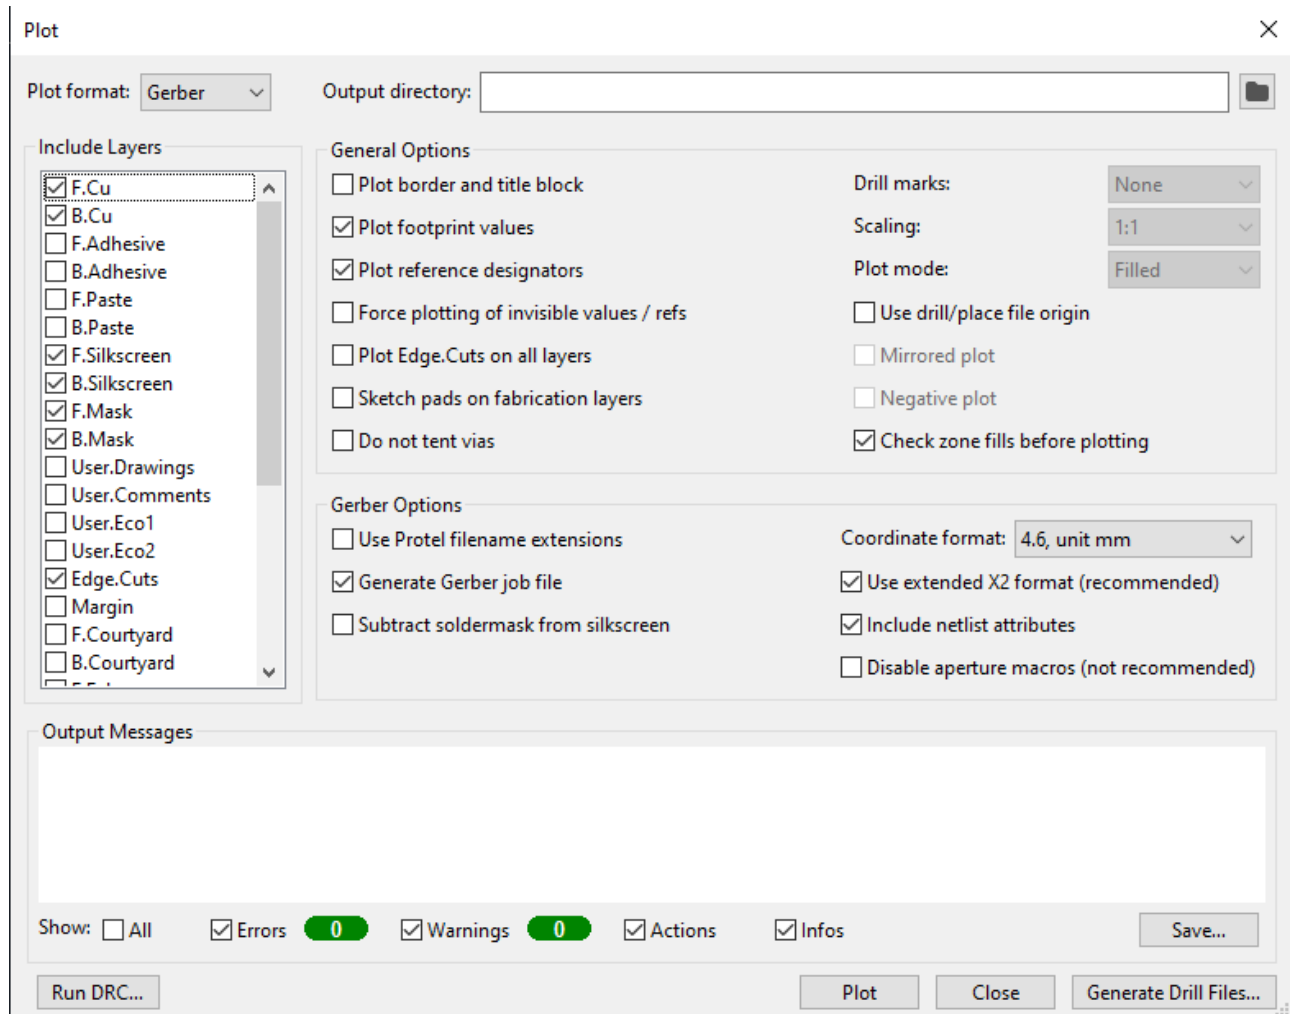 Plot
Plot format: Gerber
Output directory:
Include Layers
F.Cu
B.Cu
F.Adhesive
B.Adhesive
F.Paste
B.Paste
F.Silkscreen
B.Silkscreen
F.Mask
B.Mask
User.Drawings
User.Comments
User.Eco1
User.Eco2
Edge.Cuts
Margin
F.Courtyard
B.Courtyard
General Options
Plot border and title block
Plot footprint values
Plot reference designators
Force plotting of invisible values / refs
Plot Edge.Cuts on all layers
Sketch pads on fabrication layers
Do not tent vias
Drill marks: None
Scaling: 1:1
Plot mode: Filled
Use drill/place file origin
Mirrored plot
Negative plot
Check zone fills before plotting
Gerber Options
Use Protel filename extensions
Generate Gerber job file
Subtract soldermask from silkscreen
Coordinate format: 4.6, unit mm
Use extended X2 format (recommended)
Include netlist attributes
Disable aperture macros (not recommended)
Output Messages
Show: All Errors 0 Warnings 0 Actions Infos Save...
Run DRC... Plot Close Generate Drill Files...